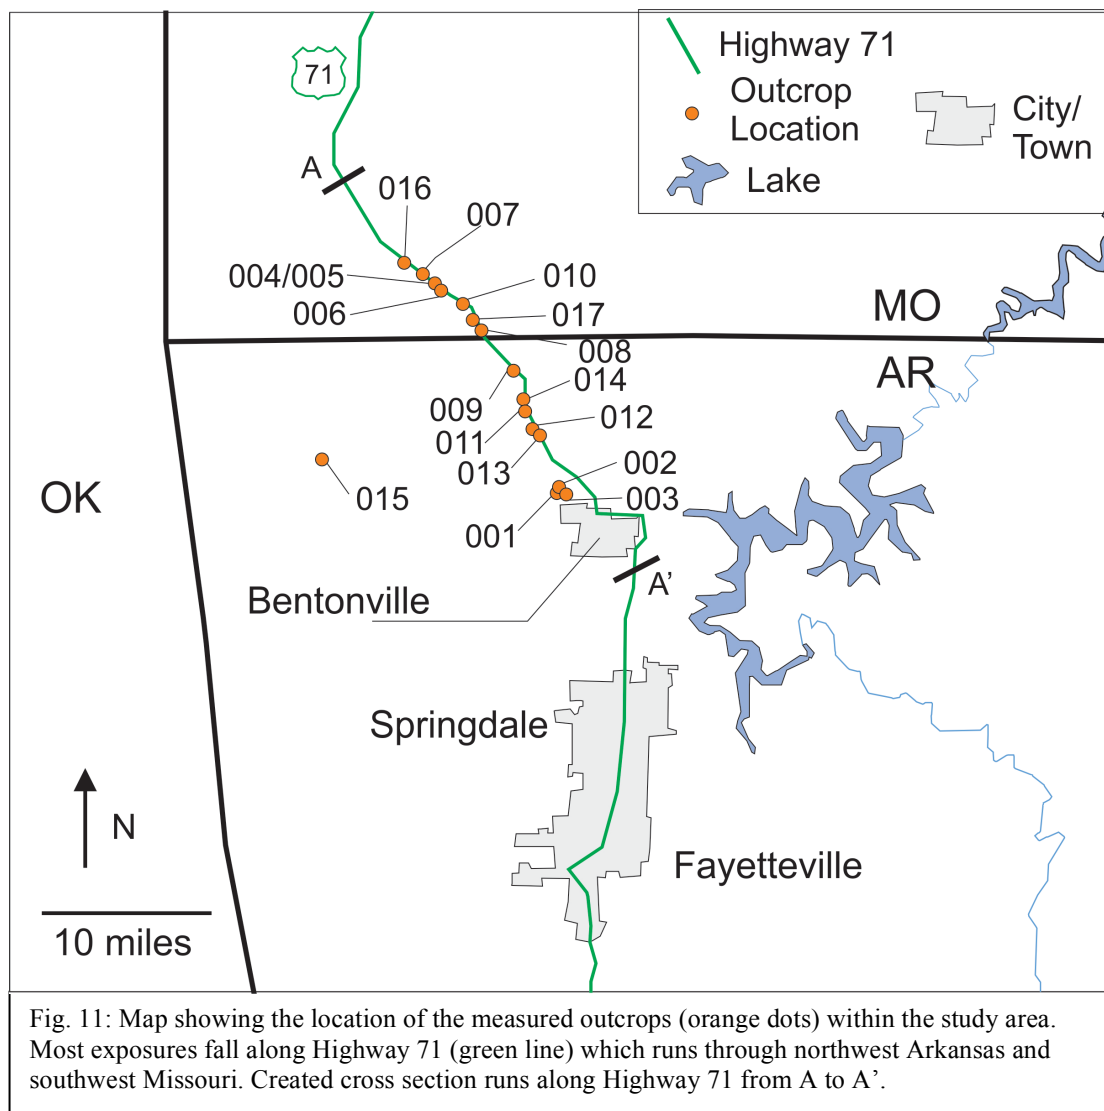 Highway 71
Outcrop
Location
City/
Town
Lake
71
A
016
007
004/005
010
006
017
MO
008
AR
014
009
012
011
013
002
OK
015
003
001
A’
Bentonville
Springdale
N
Fayetteville
10 miles
Fig. 11: Map showing the location of the measured outcrops (orange dots) within the study area.
Most exposures fall along Highway 71 (green line) which runs through northwest Arkansas and
southwest Missouri. Created cross section runs along Highway 71 from A to A’.